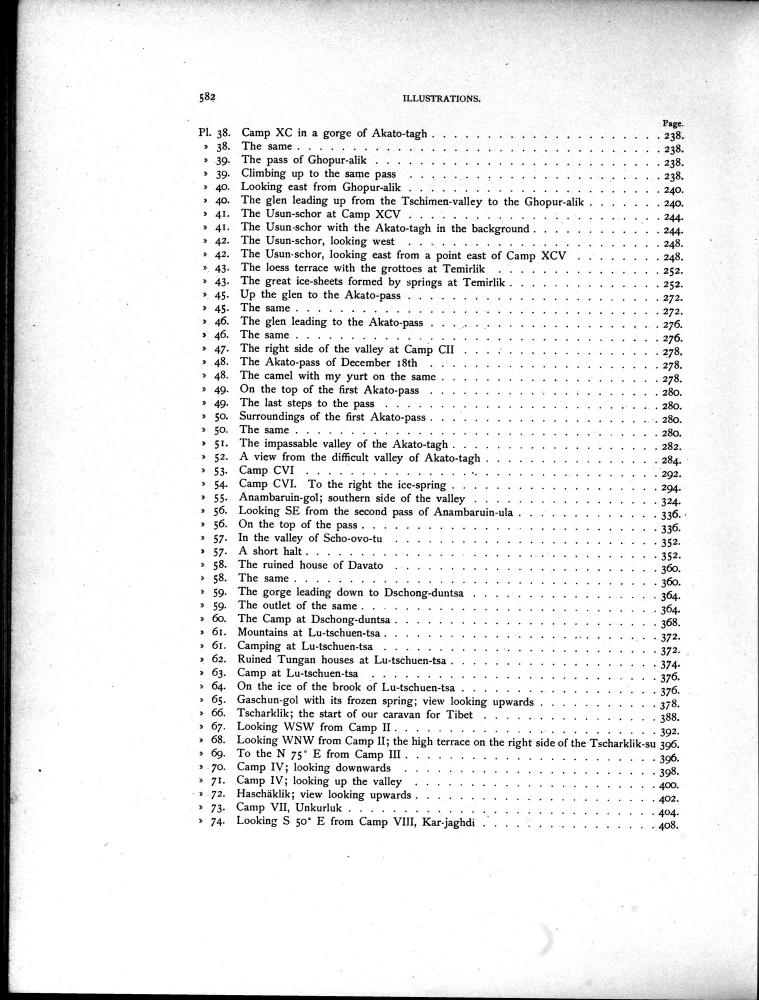 582 ILLUSTRATIONS.
Page.
Pl. 38. Camp XC in a gorge of Akato-tagh . . . . . . . . . . . . . . . . . . . . 238.
» 38. The same . . . . . . . . . . . . . . . . . . . . 238.
» 39. The pass of Ghopur-alik . . . . . . . . . . . . . . . . . . . . 238.
» 39. Climbing up to the same pass . . . . . . . . . . . . . . . . . . . . 238.
» 40. Looking east from Ghopur-alik . . . . . . . . . . . . . . . . . . . . 240.
» 40. The glen leading up from the Tschimen-valley to the Ghopur-alik . . . . . . . 240.
» 41. The Usun-schor at Camp XCV . . . . . . . . . . . . . . . . . . . . 244.
» 41. The Usun-schor with the Akato-tagh in the background . . . . . . . . . . . 244.
» 42. The Usun-schor, looking west . . . . . . . . . . . . . . . . . . . . 248.
» 42. The Usun-schor, looking east from a point east of Camp XCV . . . . . . . . 248.
» 43. The loess terrace with the grottoes at Temirlik . . . . . . . . . . . . . . 252.
» 43. The great ice-sheets formed by springs at Temirlik . . . . . . . . . . . . . 252.
» 45. Up the glen to the Akato-pass . . . . . . . . . . . . . . . . . . . . 272.
» 45. The same . . . . . . . . . . . . . . . . . . . . 272.
» 46. The glen leading to the Akato-pass . . . . . . . . . . . . . . . . . . . . 276.
» 46. The same . . . . . . . . . . . . . . . . . . . . 276.
» 47. The right side of the valley at Camp CII . . . . . . . . . . . . . . . . . 278.
» 48. The Akato-pass of December 18th . . . . . . . . . . . . . . . . . . . . 278.
» 48. The camel with my yurt on the same . . . . . . . . . . . . . . . . . . . 278.
» 49. On the top of the first Akato-pass . . . . . . . . . . . . . . . . . . . . 280.
» 49. The last steps to the pass . . . . . . . . . . . . . . . . . . . . 280.
» 50. Surroundings of the first Akato-pass . . . . . . . . . . . . . . . . . . . . 280.
» 50. The same . . . . . . . . . . . . . . . . . . . . 280.
» 51. The impassable valley of the Akato-tagh . . . . . . . . . . . . . . . . . . 282.
» 52. A view from the difficult valley of Akato-tagh . . . . . . . . . . . . . . . 284.
» 53. Camp CVI . . . . . . . . . . . . . . . . . . . . 292.
» 54. Camp CVI. To the right the ice-spring . . . . . . . . . . . . . . . . . . 294.
» 55. Anambaruin-gol; southern side of the valley . . . . . . . . . . . . . . . . 324.
» 56. Looking SE from the second pass of Anambaruin-ula . . . . . . . . . . . . 336.
» 56. On the top of the pass . . . . . . . . . . . . . . . . . . . . 336.
» 57. In the valley of Scho-ovo-tu . . . . . . . . . . . . . . . . . . . . 352.
» 57. A short halt . . . . . . . . . . . . . . . . . . . . 352.
» 58. The ruined house of Davato . . . . . . . . . . . . . . . . . . . . 360.
» 58. The same . . . . . . . . . . . . . . . . . . . . 360.
» 59. The gorge leading down to Dschong-duntsa . . . . . . . . . . . . . . . . . 364.
» 59. The outlet of the same . . . . . . . . . . . . . . . . . . . . 364.
» 60. The Camp at Dschong-duntsa . . . . . . . . . . . . . . . . . . . . 368.
» 61. Mountains at Lu-tschuen-tsa . . . . . . . . . . . . . . . . . . . . 372.
» 61. Camping at Lu-tschuen-tsa . . . . . . . . . . . . . . . . . . . . 372.
» 62. Ruined Tungan houses at Lu-tschuen-tsa . . . . . . . . . . . . . . . . . . 374.
» 63. Camp at Lu-tschuen-tsa . . . . . . . . . . . . . . . . . . . . 376.
» 64. On the ice of the brook of Lu-tschuen-tsa . . . . . . . . . . . . . . . . . 376.
» 65. Gaschun-gol with its frozen spring; view looking upwards . . . . . . . . . . 378.
» 66. Tscharklik; the start of our caravan for Tibet . . . . . . . . . . . . . . . 388.
» 67. Looking WSW from Camp II . . . . . . . . . . . . . . . . . . . . 392.
» 68. Looking WNW from Camp II; the high terrace on the right side of the Tscharklik-su 396.
» 69. To the N 75° E from Camp III . . . . . . . . . . . . . . . . . . . . 396.
» 70. Camp IV; looking downwards . . . . . . . . . . . . . . . . . . . . 398.
» 71. Camp IV; looking up the valley . . . . . . . . . . . . . . . . . . . . 400.
» 72. Haschäklik; view looking upwards . . . . . . . . . . . . . . . . . . . . 402.
» 73. Camp VII, Unkurluk . . . . . . . . . . . . . . . . . . . . 404.
» 74. Looking S 50° E from Camp VIII, Kar-jaghdi . . . . . . . . . . . . . . . . 408.